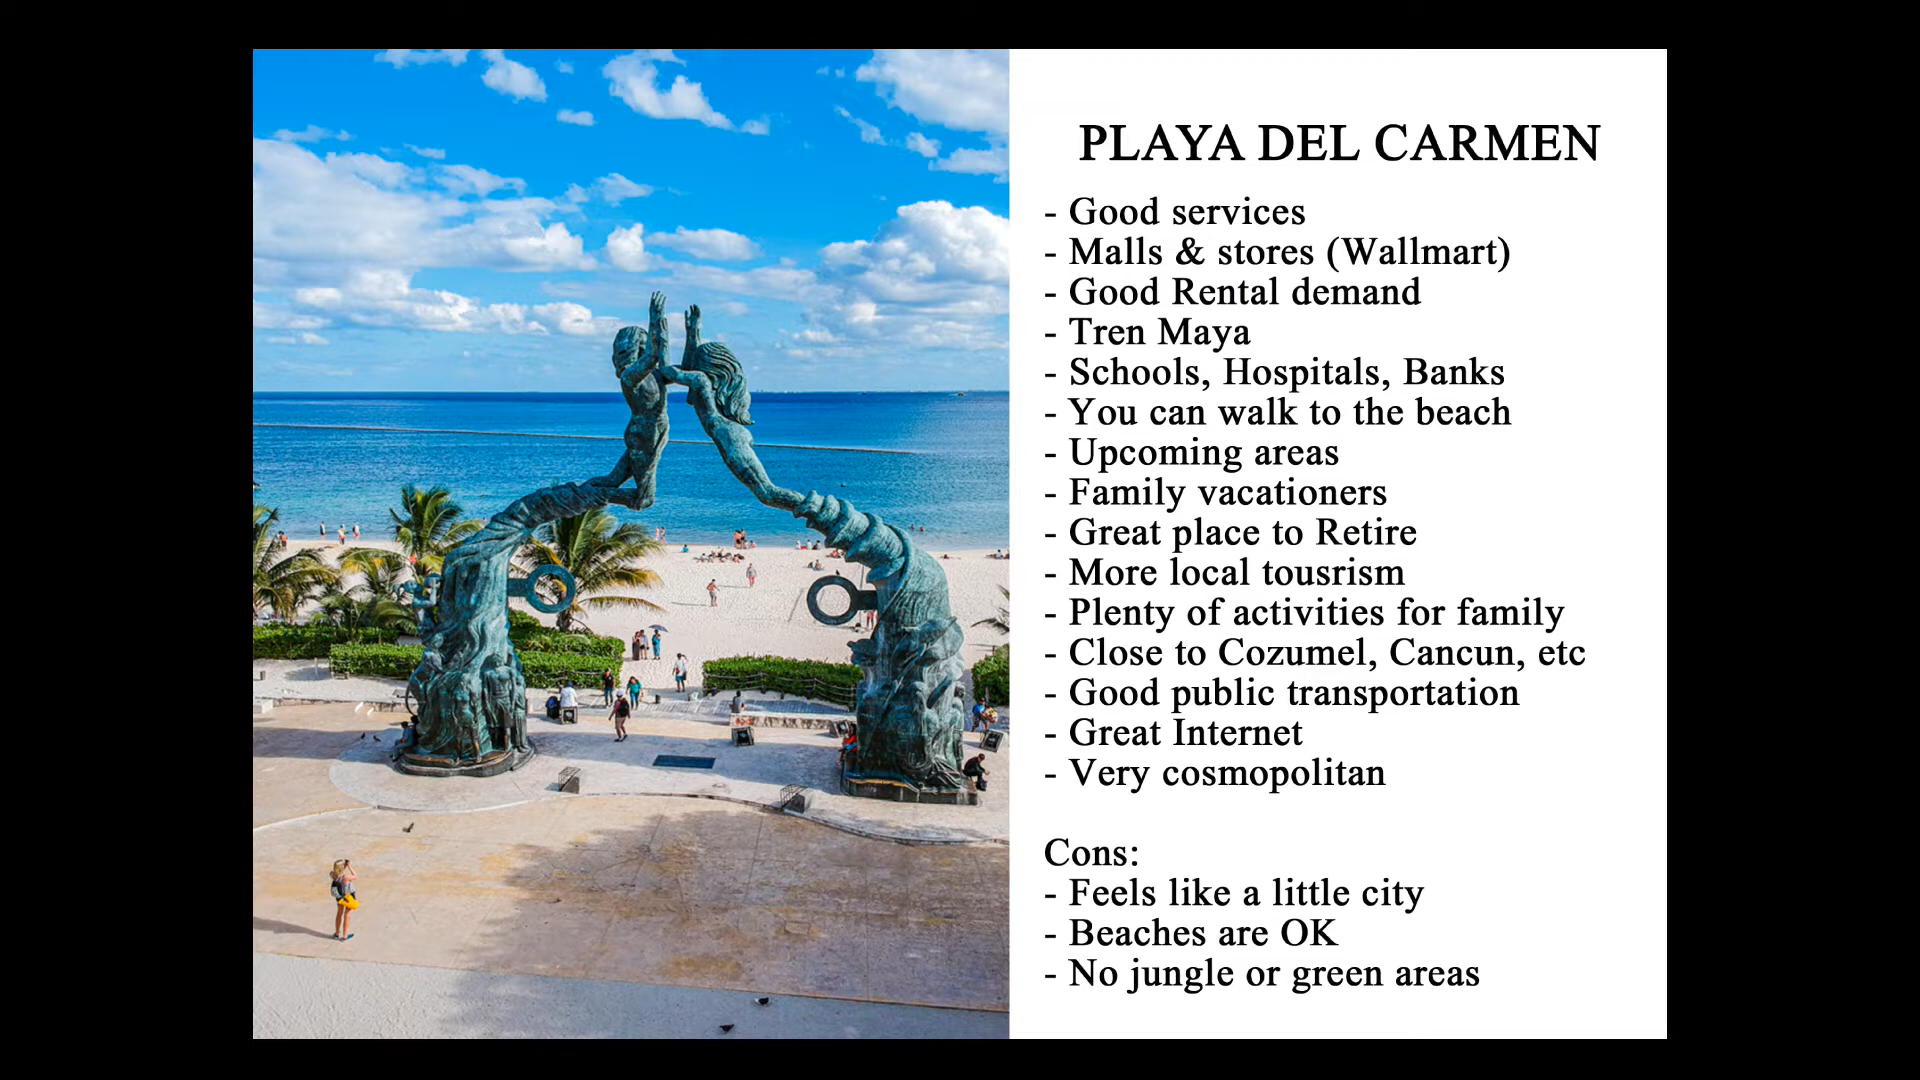 PLAYA DEL CARMEN
- Good services
- Malls & stores (Wallmart)
- Good Rental demand
- Tren Maya
- Schools, Hospitals, Banks
- You can walk to the beach
- Upcoming areas
- Family vacationers
- Great place to Retire
- More local tousrism
- Plenty of activities for family
- Close to Cozumel, Cancun, etc
- Good public transportation
- Great Internet
- Very cosmopolitan
Cons:
- Feels like a little city
- Beaches are OK
- No jungle or green areas